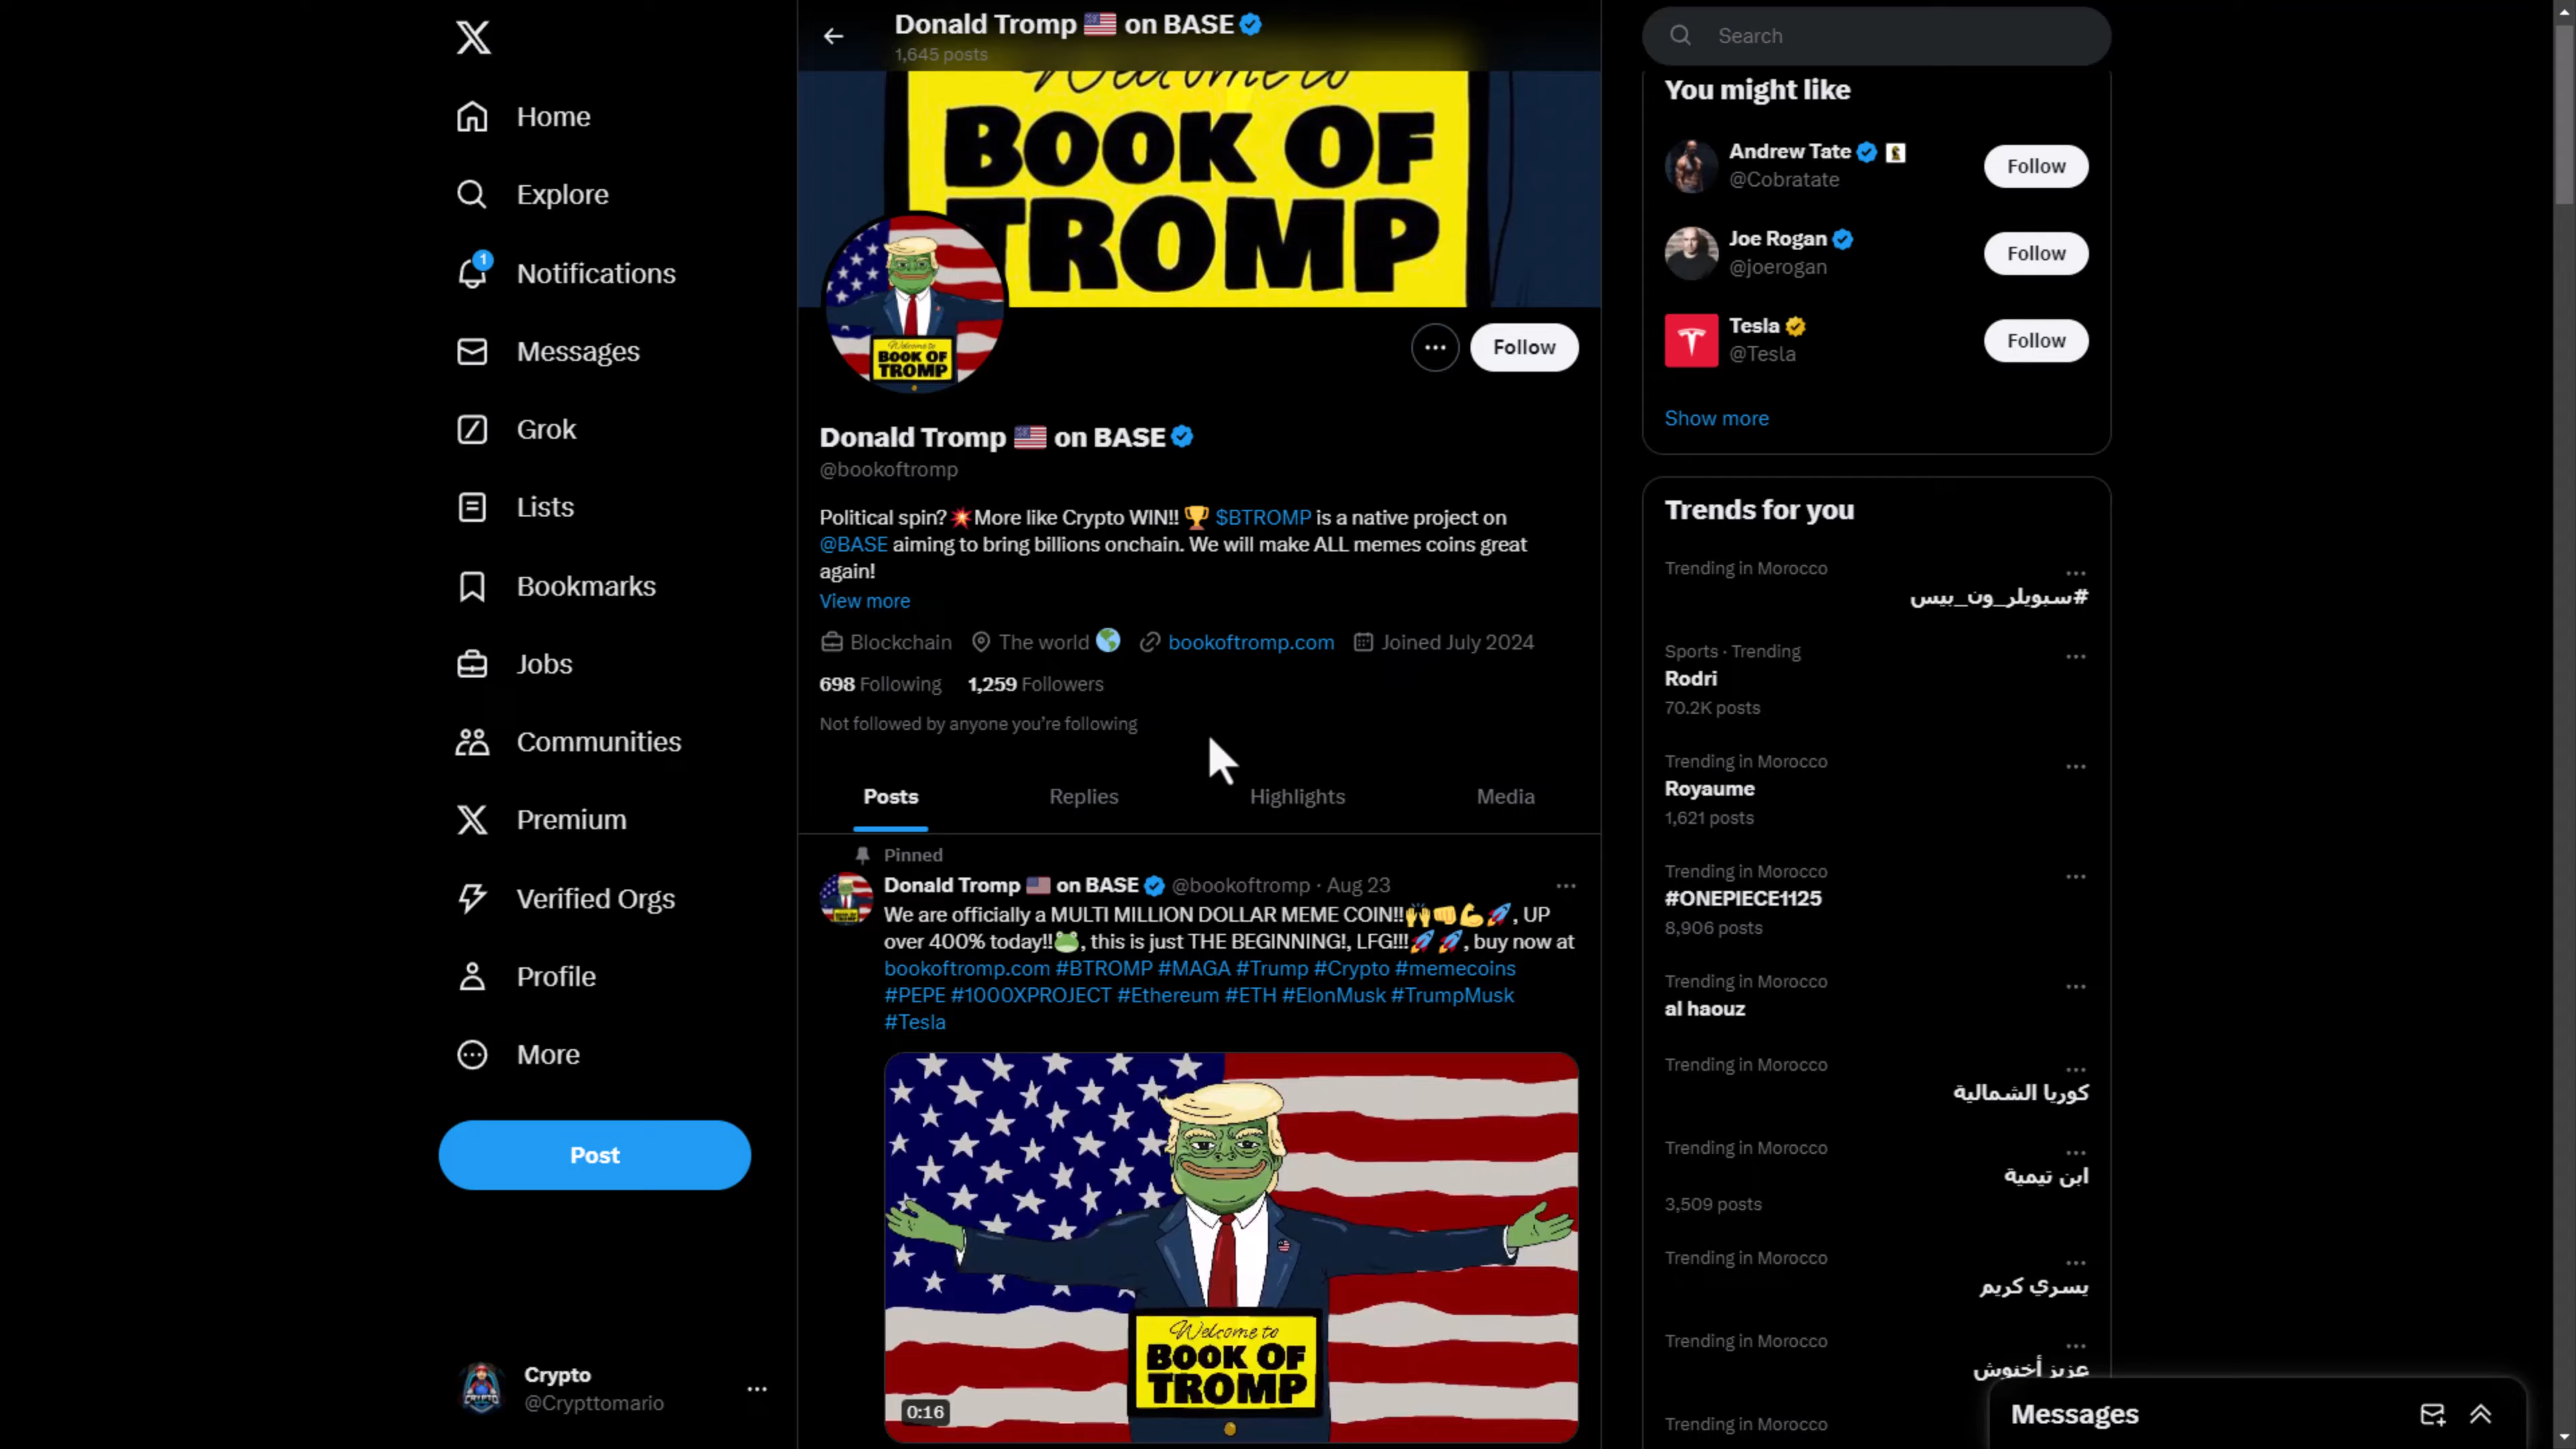 Home
Explore
1
Notifications
Messages
Grok
Lists
Bookmarks
Jobs
Communities
Premium
Verified Orgs
Profile
More
Post
Crypto
@Crypttomario
Donald Tromp 🇺🇸 on BASE
1,645 posts
Welcome to
BOOK OF
TROMP
Welcome to
BOOK OF
TROMP
Follow
Donald Tromp 🇺🇸 on BASE
@bookoftromp
Political spin? 💥More like Crypto WIN!! 🏆 $BTROMP is a native project on
@BASE aiming to bring billions onchain. We will make ALL memes coins great
again!
View more
Blockchain The world 🌎 bookoftromp.com Joined July 2024
698 Following 1,259 Followers
Not followed by anyone you're following
Posts Replies Highlights Media
Pinned
Donald Tromp 🇺🇸 on BASE @bookoftromp · Aug 23
We are officially a MULTI MILLION DOLLAR MEME COIN!!🙌👊💪🚀, UP
over 400% today!!🐸, this is just THE BEGINNING!, LFG!!!🚀 🚀, buy now at
bookoftromp.com #BTROMP #MAGA #Trump #Crypto #memecoins
#PEPE #1000XPROJECT #Ethereum #ETH #ElonMusk #TrumpMusk
#Tesla
Welcome to
BOOK OF
TROMP
0:16
Search
You might like
Andrew Tate
@Cobratate
Follow
Joe Rogan
@joerogan
Follow
Tesla
@Tesla
Follow
Show more
Trends for you
Trending in Morocco
#سبويلر_ون_بيس
Sports · Trending
Rodri
70.2K posts
Trending in Morocco
Royaume
1,621 posts
Trending in Morocco
#ONEPIECE1125
8,906 posts
Trending in Morocco
al haouz
Trending in Morocco
كوريا الشمالية
Trending in Morocco
ابن تيمية
3,509 posts
Trending in Morocco
يسري كريم
Trending in Morocco
عزيز أخنوش
Trending in Morocco
Messages